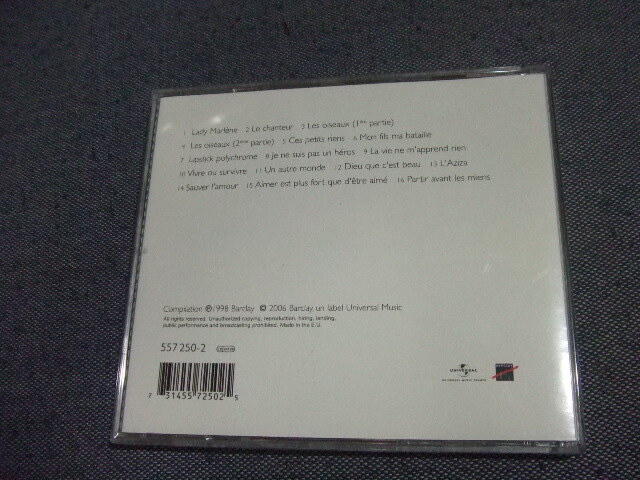 1 Lady Marlène 2 Le chanteur 3 Les oiseaux (1ère partie)
4 Les oiseaux (2ème partie) 5 Ces petits riens 6 Mon fils ma bataille
7 Lipstick polychrome 8 Je ne suis pas un héros 9 La vie ne m'apprend rien
10 Vivre ou survivre 11 Un autre monde 12 Dieu que c'est beau 13 L'Aziza
14 Sauver l'amour 15 Aimer est plus fort que d'être aimé 16 Partir avant les miens
Compilation ℗1998 Barclay © 2006 Barclay un label Universal Music
All rights reserved. Unauthorized copying, reproduction, hiring, lending,
public performance and broadcasting prohibited. Made in the E.U.
557 250-2
7 31455 72502 5
UNIVERSAL
UNIVERSAL MUSIC FRANCE